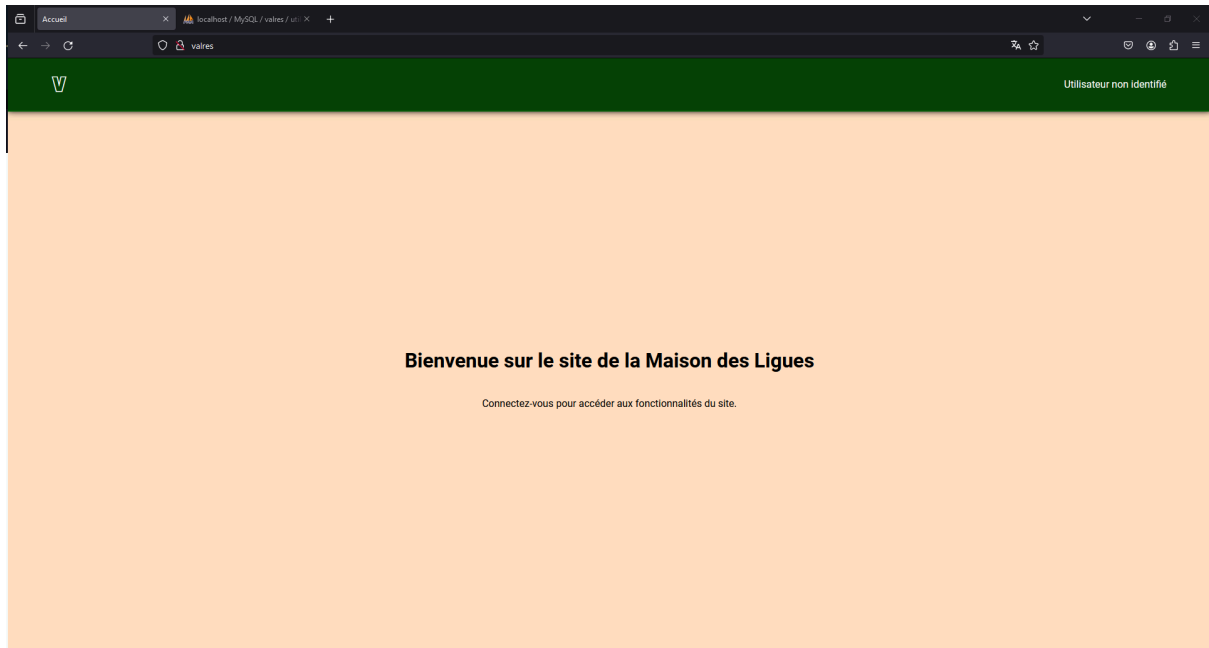 Accueil
localhost / MySQL / valres / uti
valres
V
Utilisateur non identifié
Bienvenue sur le site de la Maison des Ligues
Connectez-vous pour accéder aux fonctionnalités du site.